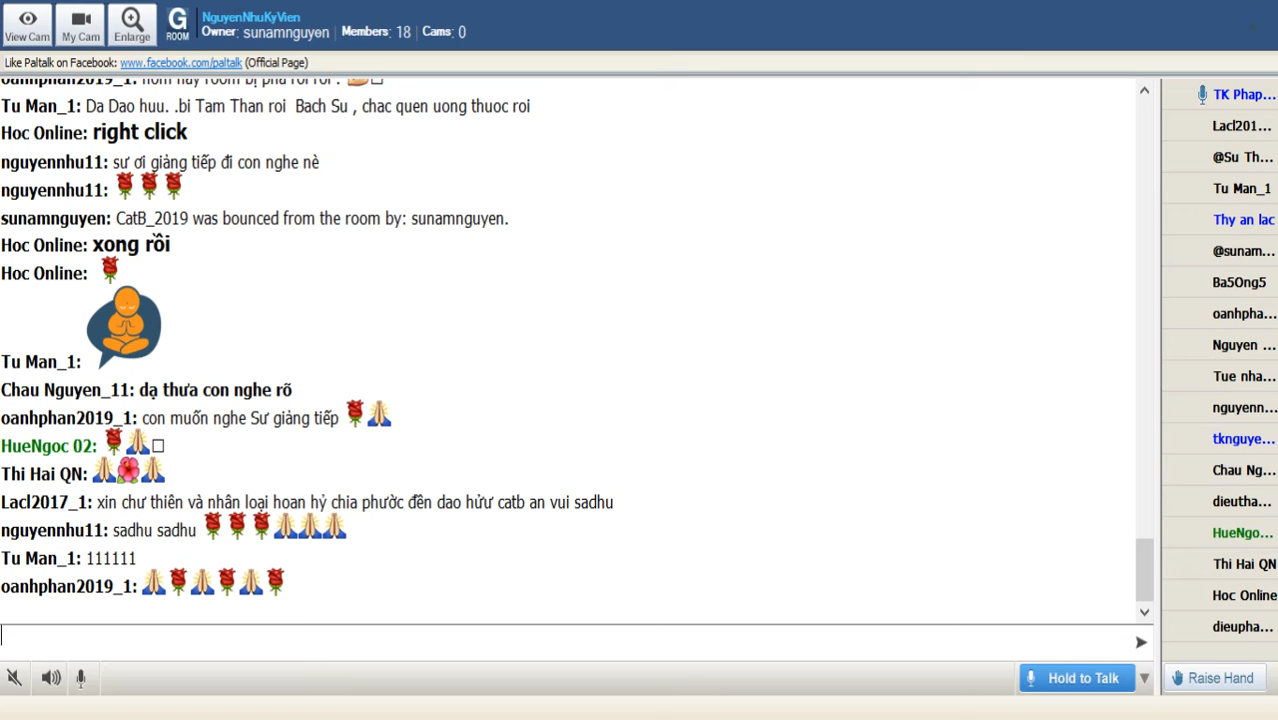 View Cam
My Cam
Enlarge
G
ROOM
NguyenNhuKyVien
Owner: sunamnguyen | Members: 18 | Cams: 0
Like Paltalk on Facebook: www.facebook.com/paltalk (Official Page)
Tu Man_1: Da Dao huu. .bi Tam Than roi Bach Su , chac quen uong thuoc roi
Hoc Online: right click
nguyennhu11: sư ơi giảng tiếp đi con nghe nè
nguyennhu11:
sunamnguyen: CatB_2019 was bounced from the room by: sunamnguyen.
Hoc Online: xong rồi
Hoc Online:
Tu Man_1:
Chau Nguyen_11: dạ thưa con nghe rõ
oanhphan2019_1: con muốn nghe Sư giảng tiếp
HueNgoc 02:
Thi Hai QN:
Lacl2017_1: xin chư thiên và nhân loại hoan hỷ chia phước đên dao hửư catb an vui sadhu
nguyennhu11: sadhu sadhu
Tu Man_1: 111111
oanhphan2019_1:
TK Phap...
Lacl201...
@Su Th...
Tu Man_1
Thy an lac
@sunam...
Ba5Ong5
oanhpha...
Nguyen ...
Tue nha...
nguyenn...
tknguye...
Chau Ng...
dieutha...
HueNgo...
Thi Hai QN
Hoc Online
dieupha...
Hold to Talk
Raise Hand